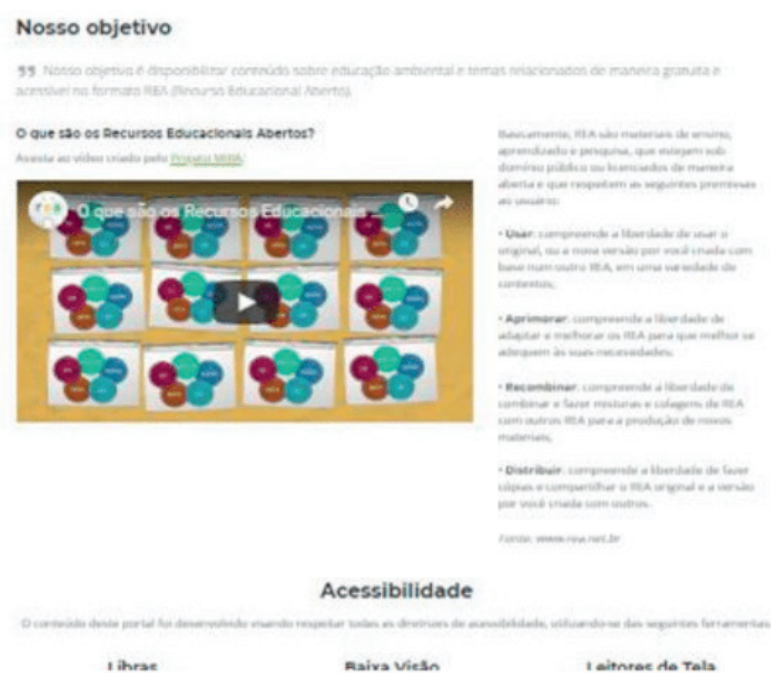 Nosso objetivo
Nosso objetivo é disponibilizar conteúdo sobre educação ambiental e temas relacionados de maneira gratuita e
acessível no formato REA (Recurso Educacional Aberto).
O que são os Recursos Educacionais Abertos?
Assista ao vídeo criado pelo Projeto MIRA:
O que são os Recursos Educacionais ...
Basicamente, REA são materiais de ensino,
aprendizado e pesquisa, que estejam sob
domínio público ou licenciados de maneira
aberta e que respeitem as seguintes premissas
ao usuário:
• Usar: compreende a liberdade de usar o
original, ou a nova versão por você criada com
base num outro REA, em uma variedade de
contextos;
• Aprimorar: compreende a liberdade de
adaptar e melhorar os REA para que melhor se
adequem às suas necessidades;
• Recombinar: compreende a liberdade de
combinar e fazer misturas e colagens de REA
com outros REA para a produção de novos
materiais;
• Distribuir: compreende a liberdade de fazer
cópias e compartilhar o REA original e a versão
por você criada com outros.
Fonte: www.rea.net.br
Acessibilidade
O conteúdo deste portal foi desenvolvido visando respeitar todas as diretrizes de acessibilidade, utilizando-se das seguintes ferramentas
Libras
Baixa Visão
Leitores de Tela